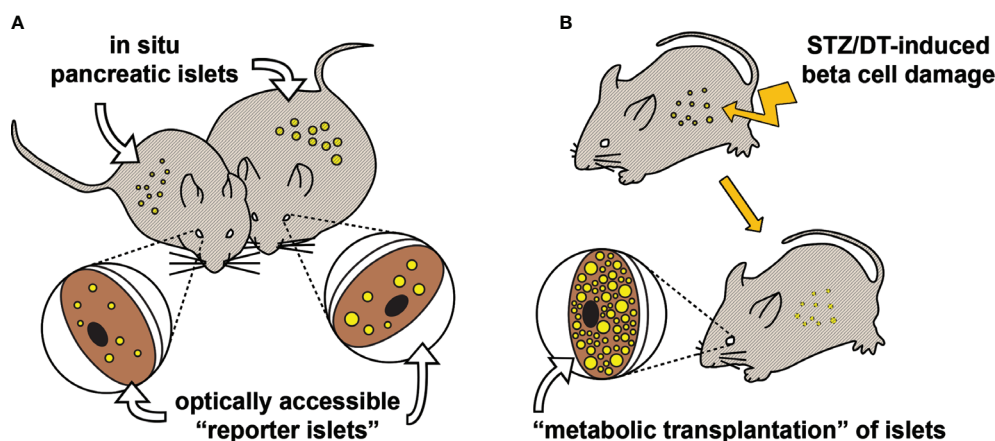 A
in situ
pancreatic islets
optically accessible
“reporter islets”
B
STZ/DT-induced
beta cell damage
“metabolic transplantation” of islets